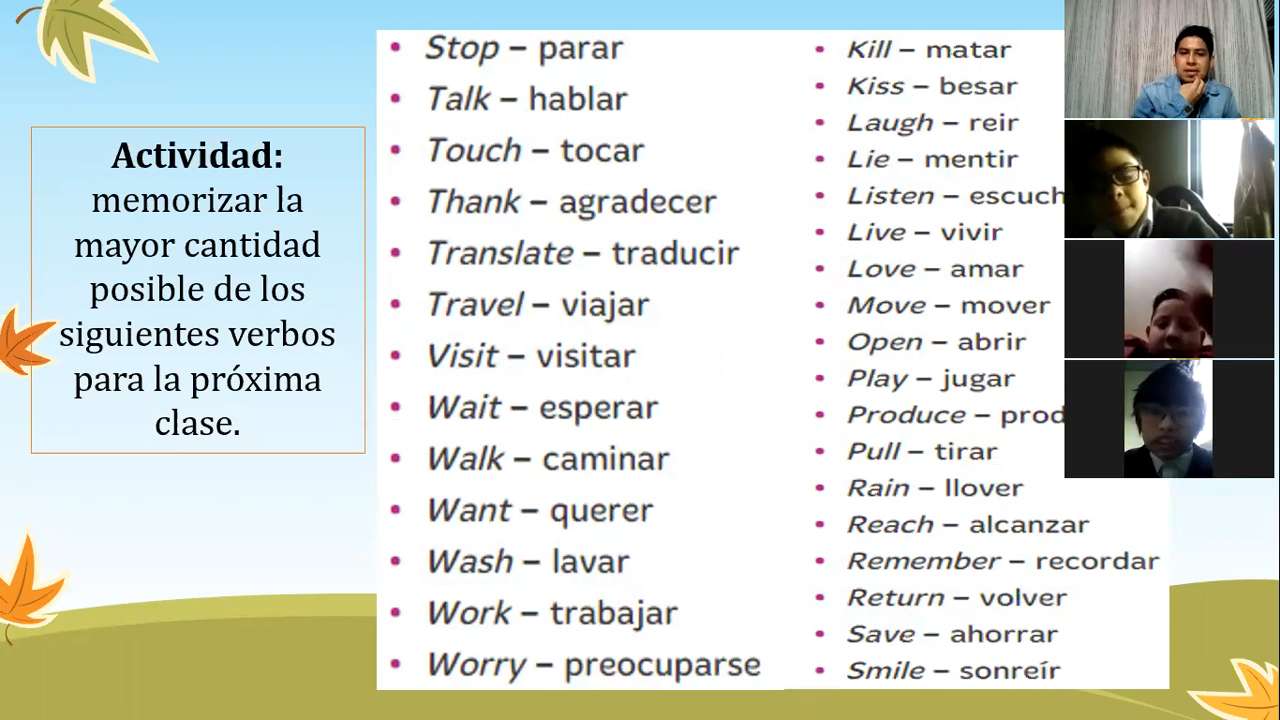 Actividad:
memorizar la
mayor cantidad
posible de los
siguientes verbos
para la próxima
clase.
• Stop – parar
• Talk – hablar
• Touch – tocar
• Thank – agradecer
• Translate – traducir
• Travel – viajar
• Visit – visitar
• Wait – esperar
• Walk – caminar
• Want – querer
• Wash – lavar
• Work – trabajar
• Worry – preocuparse
• Kill – matar
• Kiss – besar
• Laugh – reir
• Lie – mentir
• Listen – escuch
• Live – vivir
• Love – amar
• Move – mover
• Open – abrir
• Play – jugar
• Produce – prod
• Pull – tirar
• Rain – llover
• Reach – alcanzar
• Remember – recordar
• Return – volver
• Save – ahorrar
• Smile – sonreír